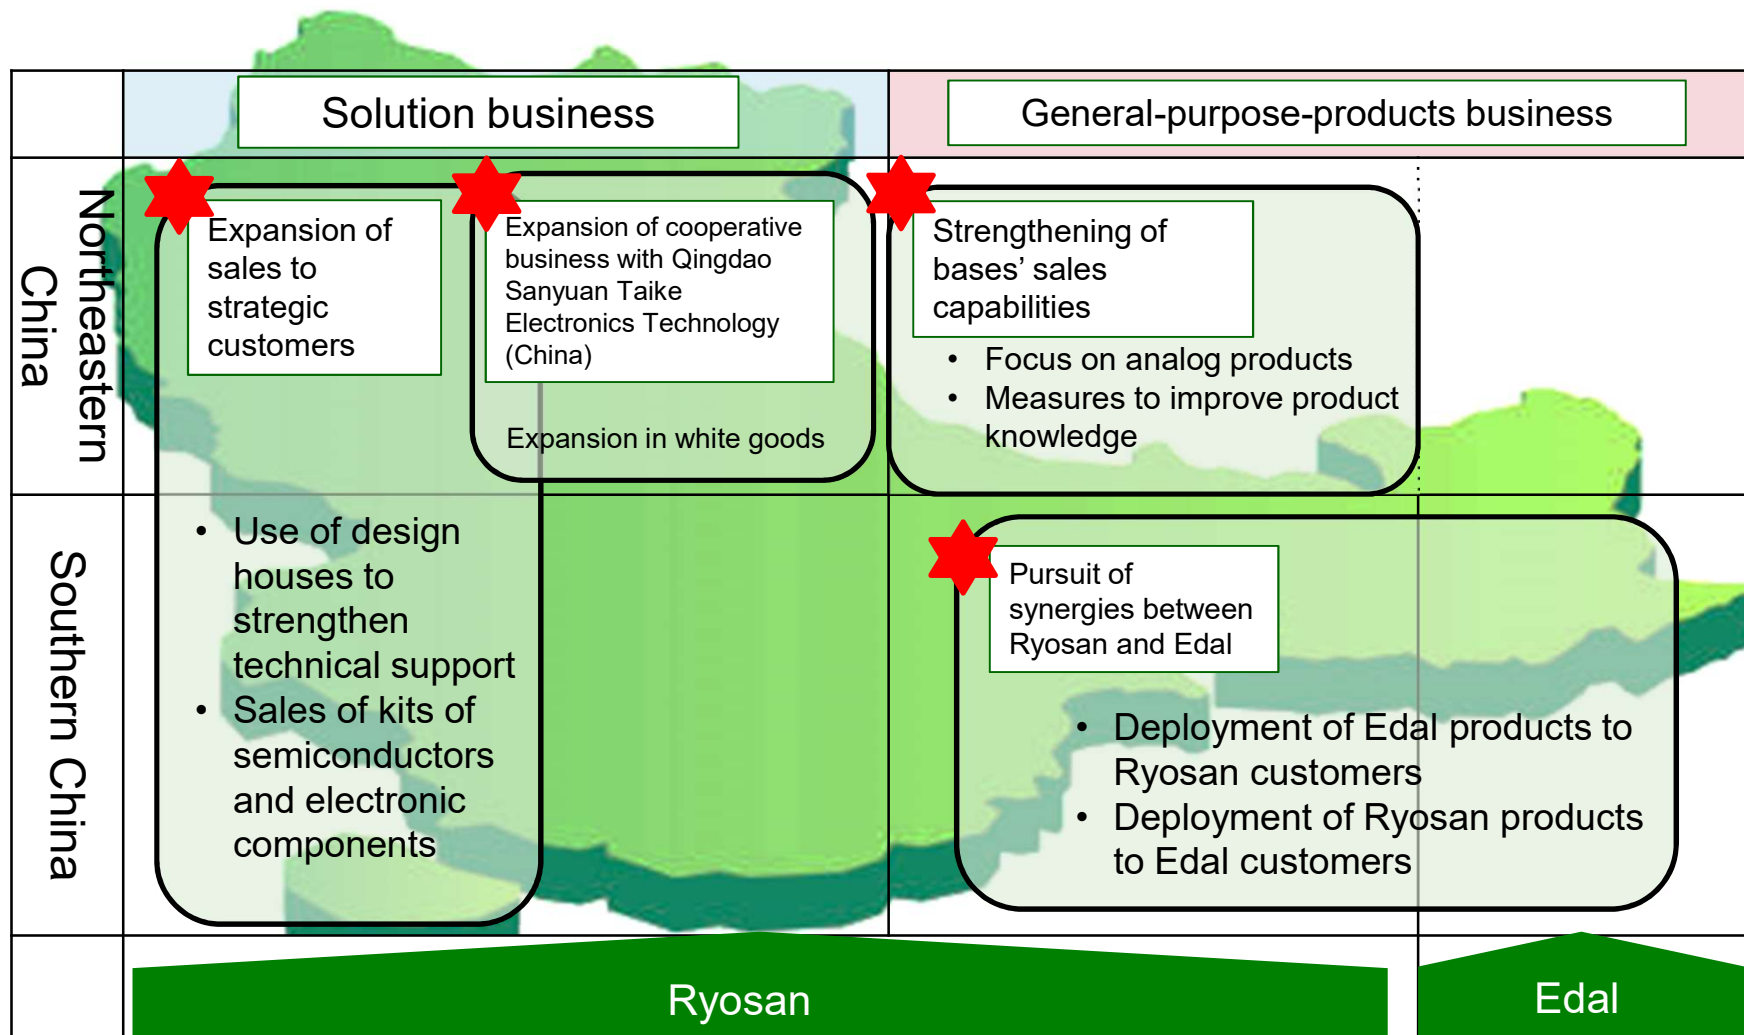 Solution business
General-purpose-products business
Northeastern
China
Expansion of
sales to
strategic
customers
Expansion of cooperative
business with Qingdao
Sanyuan Taike
Electronics Technology
(China)
Expansion in white goods
Strengthening of
bases’ sales
capabilities
• Focus on analog products
• Measures to improve product
knowledge
Southern China
• Use of design
houses to
strengthen
technical support
• Sales of kits of
semiconductors
and electronic
components
Pursuit of
synergies between
Ryosan and Edal
• Deployment of Edal products to
Ryosan customers
• Deployment of Ryosan products
to Edal customers
Ryosan
Edal